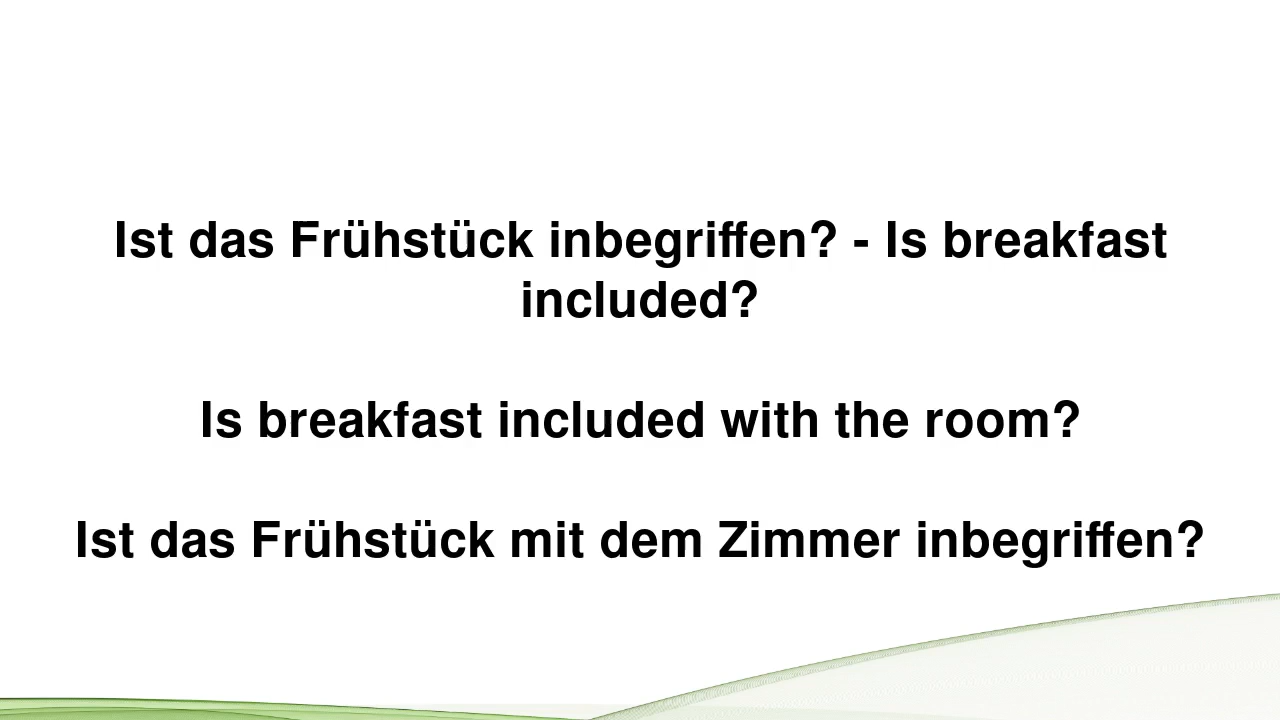 Ist das Frühstück inbegriffen? - Is breakfast
included?
Is breakfast included with the room?
Ist das Frühstück mit dem Zimmer inbegriffen?